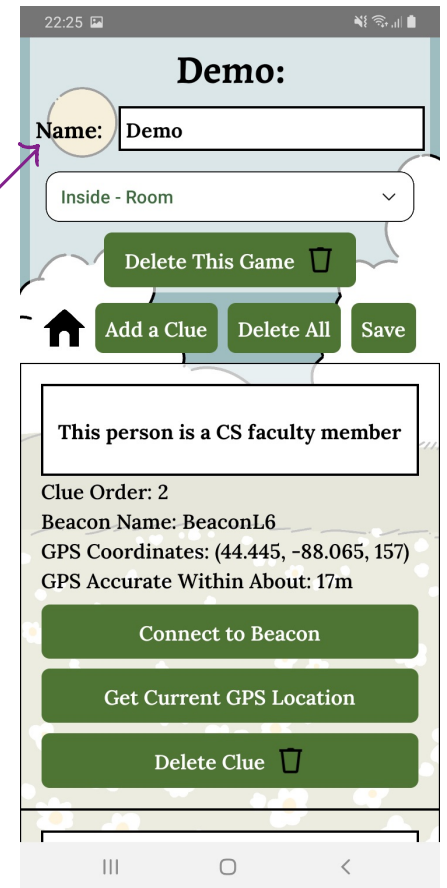 22:25
Demo:
Name: Demo
Inside - Room
Delete This Game
Add a Clue Delete All Save
This person is a CS faculty member
Clue Order: 2
Beacon Name: BeaconL6
GPS Coordinates: (44.445, -88.065, 157)
GPS Accurate Within About: 17m
Connect to Beacon
Get Current GPS Location
Delete Clue